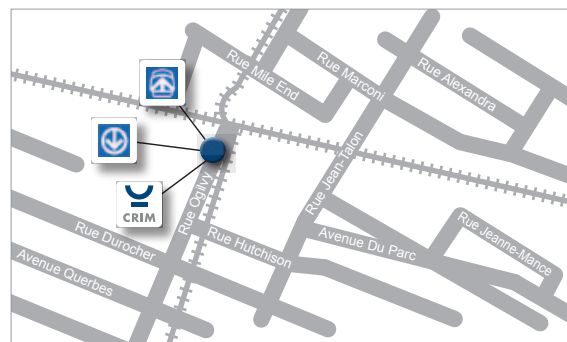 Rue Mile End
Rue Marconi
Rue Alexandra
CRIM
Rue Ogilvy
Rue Jean-Talon
Rue Durocher
Rue Hutchison
Avenue Du Parc
Rue Jeanne-Mance
Avenue Querbes